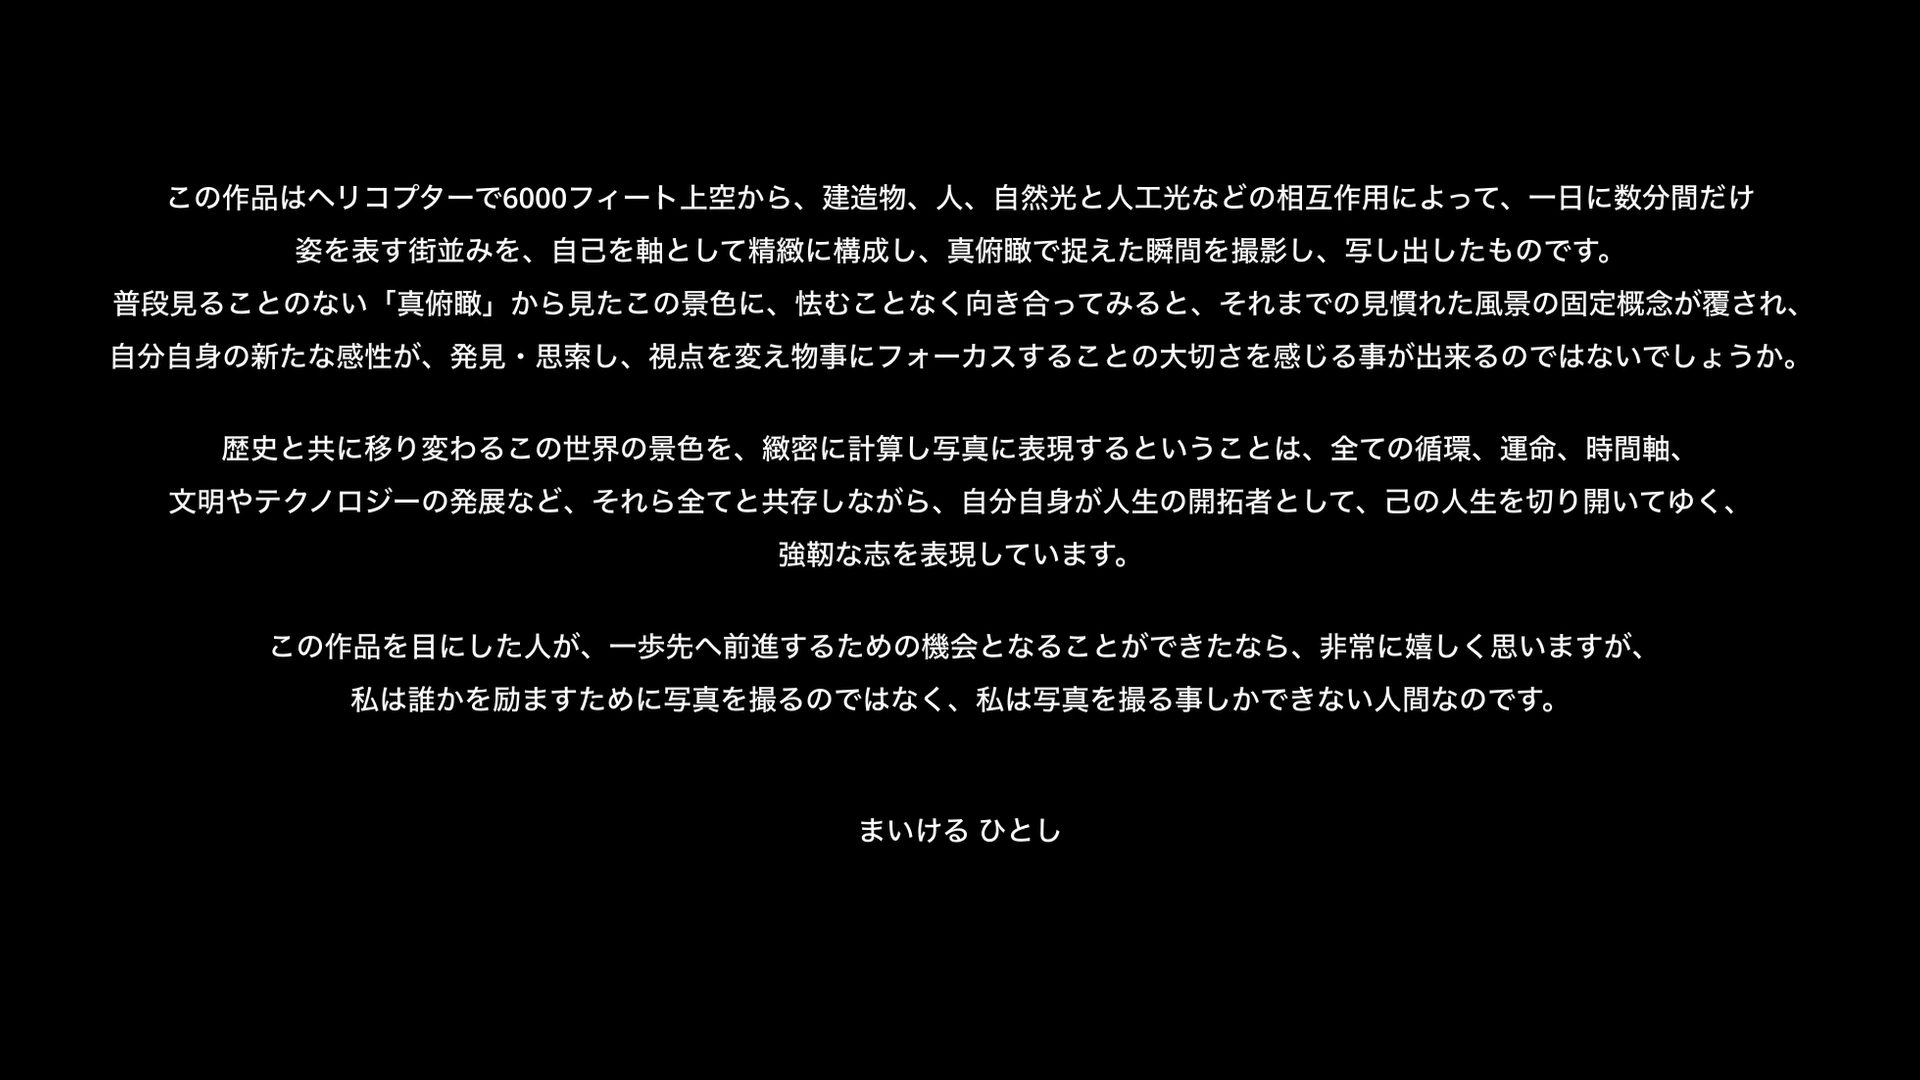 この作品はヘリコプターで6000フィート上空から、建造物、人、自然光と人工光などの相互作用によって、一日に数分間だけ
姿を表す街並みを、自己を軸として精緻に構成し、真俯瞰で捉えた瞬間を撮影し、写し出したものです。
普段見ることのない「真俯瞰」から見たこの景色に、怯むことなく向き合ってみると、それまでの見慣れた風景の固定概念が覆され、
自分自身の新たな感性が、発見・思索し、視点を変え物事にフォーカスすることの大切さを感じる事が出来るのではないでしょうか。
歴史と共に移り変わるこの世界の景色を、緻密に計算し写真に表現するということは、全ての循環、運命、時間軸、
文明やテクノロジーの発展など、それら全てと共存しながら、自分自身が人生の開拓者として、己の人生を切り開いてゆく、
強靭な志を表現しています。
この作品を目にした人が、一歩先へ前進するための機会となることができたなら、非常に嬉しく思いますが、
私は誰かを励ますために写真を撮るのではなく、私は写真を撮る事しかできない人間なのです。
まいける ひとし